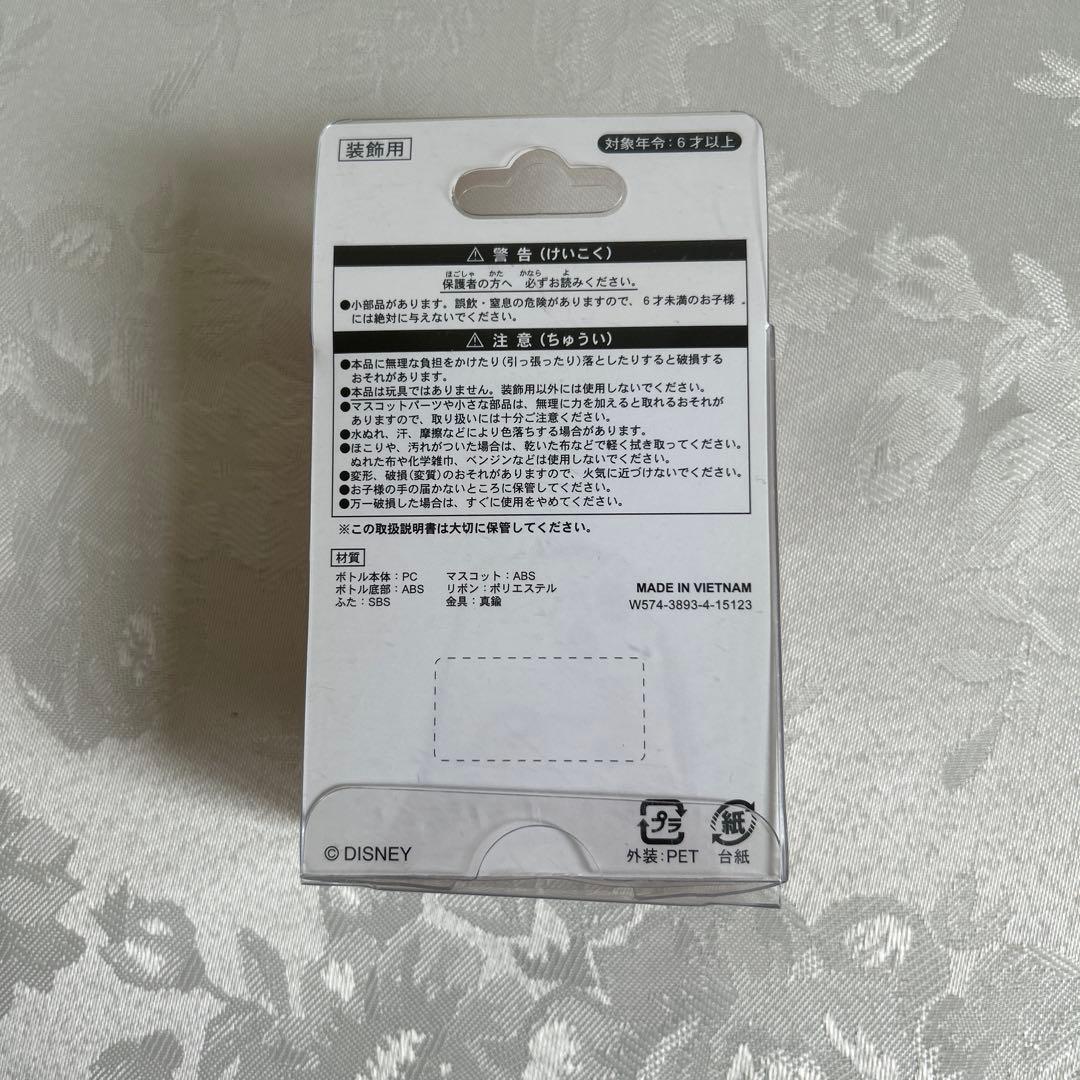 装飾用
対象年令:6才以上
⚠ 警告(けいこく)
ほごしゃ かた かなら よ
保護者の方へ 必ずお読みください。
●小部品があります。誤飲・窒息の危険がありますので、6才未満のお子様
には絶対に与えないでください。
⚠ 注意(ちゅうい)
●本品に無理な負担をかけたり(引っ張ったり)落としたりすると破損する
おそれがあります。
●本品は玩具ではありません。装飾用以外には使用しないでください。
●マスコットパーツや小さな部品は、無理に力を加えると取れるおそれが
ありますので、取り扱いには十分ご注意ください。
●水ぬれ、汗、摩擦などにより色落ちする場合があります。
●ほこりや、汚れがついた場合は、乾いた布などで軽く拭き取ってください。
ぬれた布や化学雑巾、ベンジンなどは使用しないでください。
●変形、破損(変質)のおそれがありますので、火気に近づけないでください。
●お子様の手の届かないところに保管してください。
●万一破損した場合は、すぐに使用をやめてください。
※この取扱説明書は大切に保管してください。
材質
ボトル本体:PC マスコット:ABS
ボトル底部:ABS リボン:ポリエステル
ふた:SBS 金具:真鍮
MADE IN VIETNAM
W574-3893-4-15123
プラ 紙
外装:PET 台紙
© DISNEY